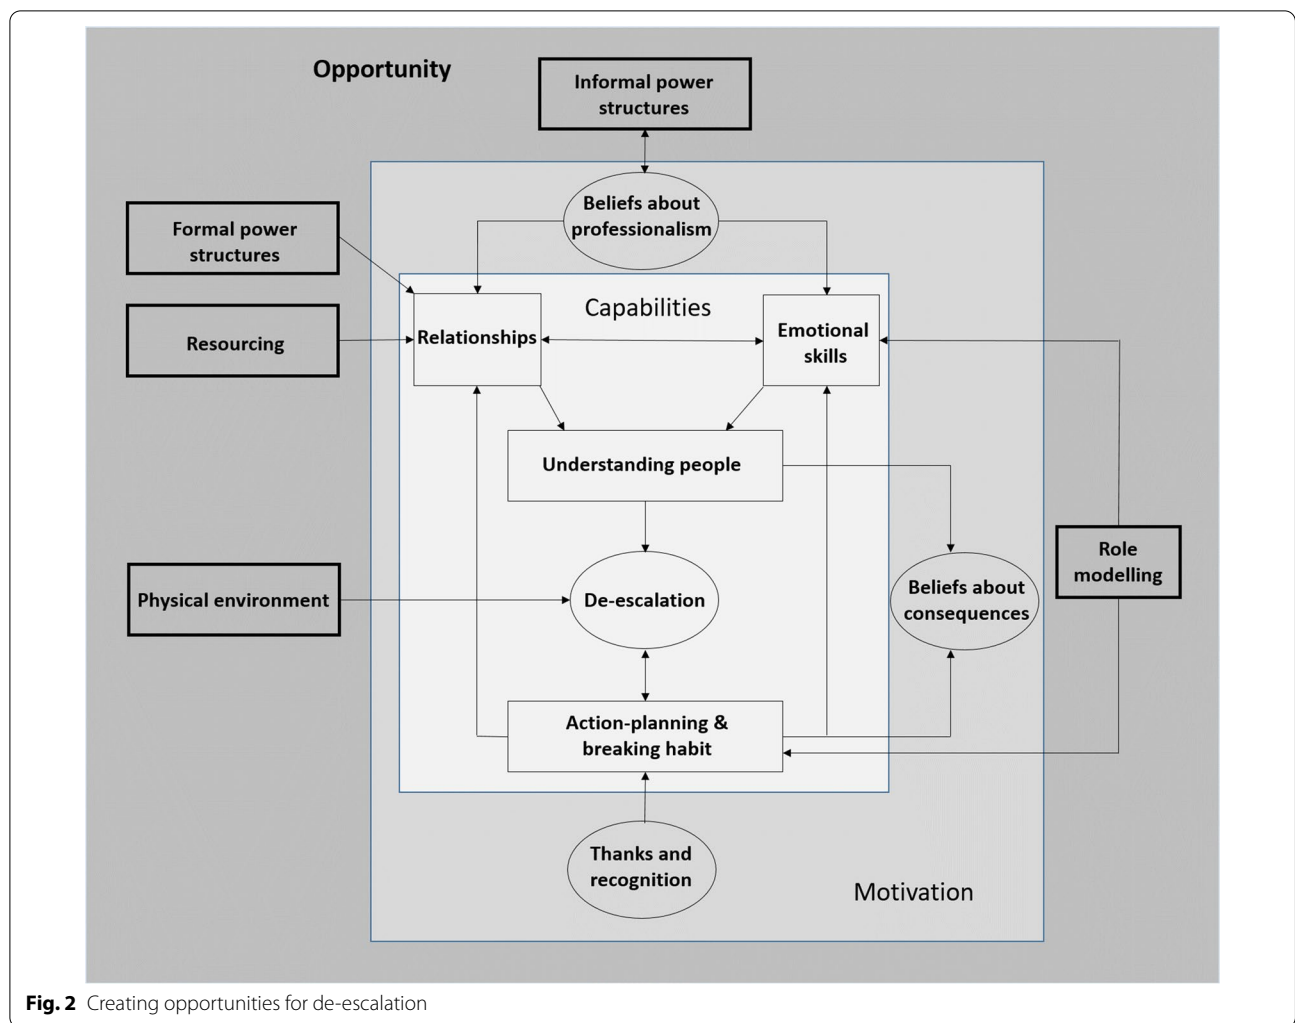 Opportunity
Informal power
structures
Beliefs about
professionalism
Formal power
structures
Capabilities
Resourcing
Relationships
Emotional
skills
Understanding people
Role
modelling
Physical environment
De-escalation
Beliefs about
consequences
Action-planning &
breaking habit
Thanks and
recognition
Motivation
Fig. 2 Creating opportunities for de-escalation